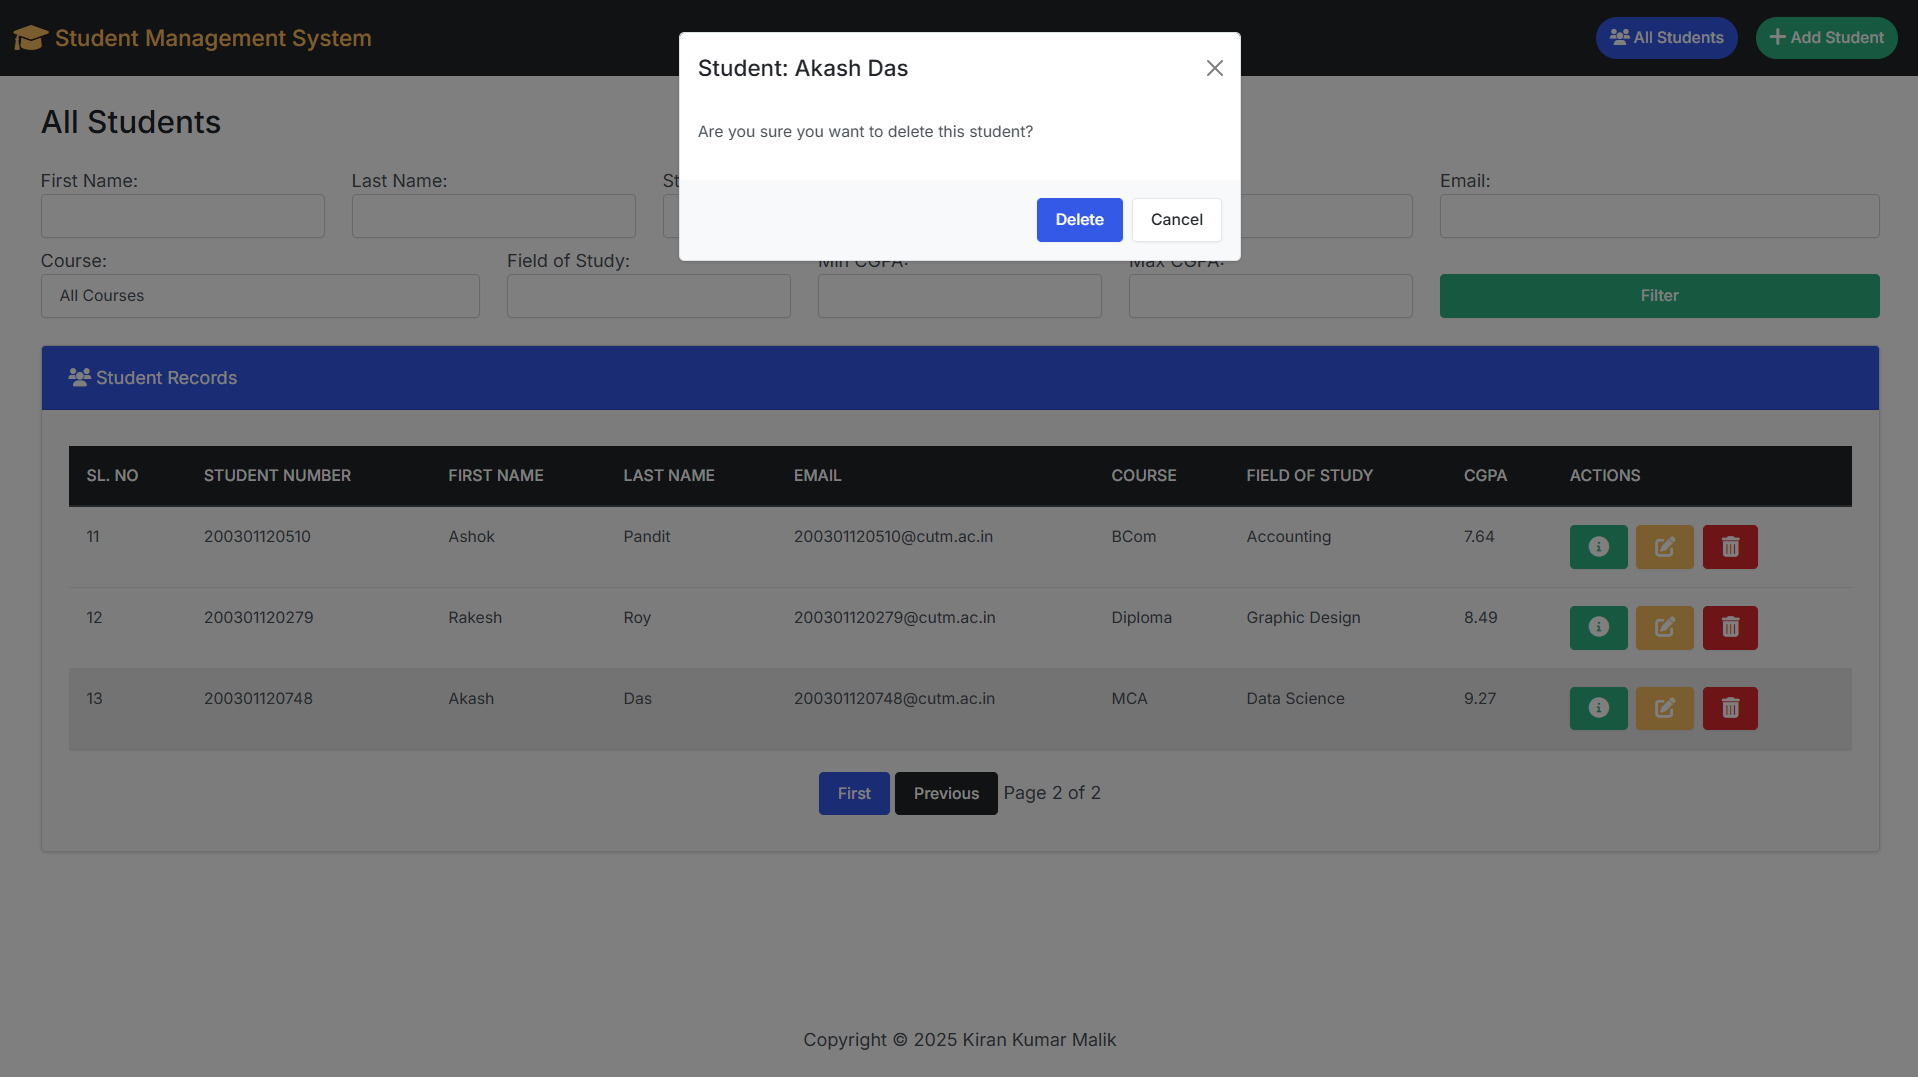 Student Management System
All Students
Add Student
Student: Akash Das
Are you sure you want to delete this student?
Delete
Cancel
All Students
First Name:
Last Name:
St
Email:
Course:
Field of Study:
Min CGPA:
Max CGPA:
All Courses
Filter
Student Records
SL. NO STUDENT NUMBER FIRST NAME LAST NAME EMAIL COURSE FIELD OF STUDY CGPA ACTIONS
11 200301120510 Ashok Pandit 200301120510@cutm.ac.in BCom Accounting 7.64
12 200301120279 Rakesh Roy 200301120279@cutm.ac.in Diploma Graphic Design 8.49
13 200301120748 Akash Das 200301120748@cutm.ac.in MCA Data Science 9.27
First Previous Page 2 of 2
Copyright © 2025 Kiran Kumar Malik